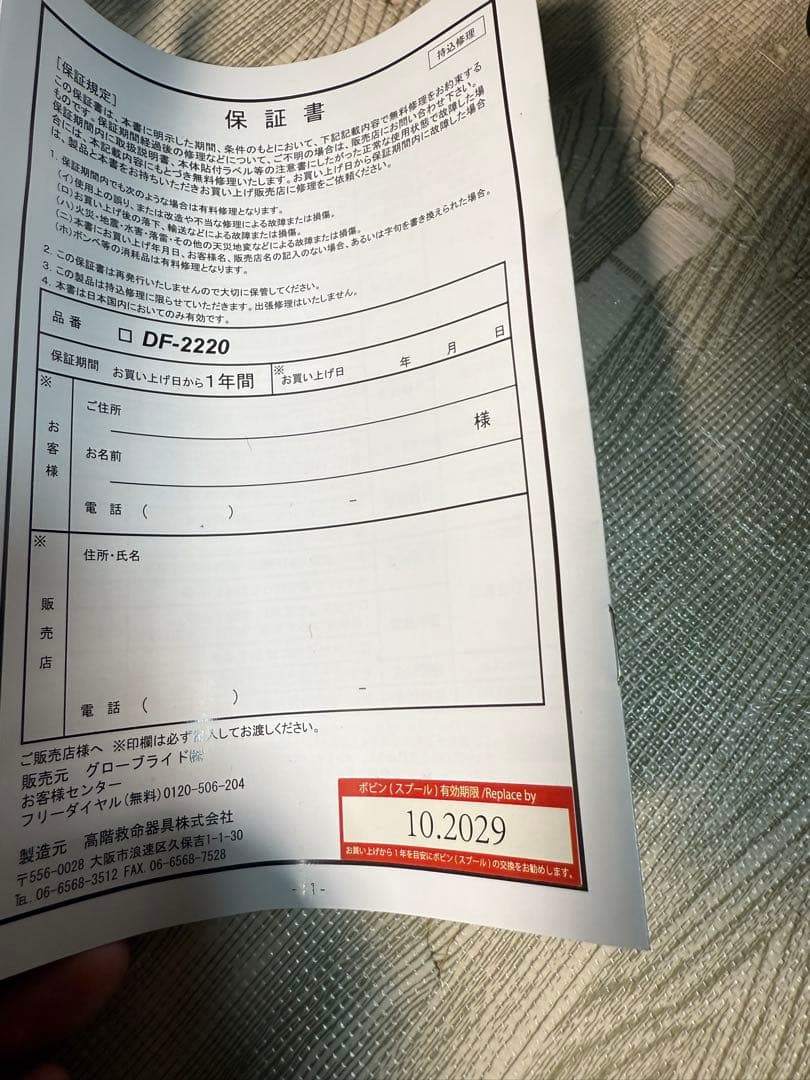 持込修理
保 証 書
[保証規定]
この保証書は、本書に明示した期間、条件のもとにおいて、下記記載内容で無料修理をお約束する
ものです。保証期間経過後の修理などについて、ご不明の場合は、販売店にお問い合わせ下さい。
保証期間内に取扱説明書、本体貼付ラベル等の注意書にしたがった正常な使用状態で故障した場
合には、本記載内容にもとづき無料修理いたします。お買い上げ日から保証期間内に故障した場合
は、製品と本書をお持ちいただきお買い上げ販売店に修理をご依頼ください。
1. 保証期間内でも次のような場合は有料修理となります。
(イ)使用上の誤り、または改造や不当な修理による故障または損傷。
(ロ)お買い上げ後の落下、輸送などによる故障または損傷。
(ハ)火災・地震・水害・落雷・その他の天災地変などによる故障または損傷。
(ニ)本書にお買い上げ年月日、お客様名、販売店名の記入のない場合、あるいは字句を書き換えられた場合。
(ホ)ボンベ等の消耗品は有料修理となります。
2. この保証書は再発行いたしませんので大切に保管してください。
3. この製品は持込修理に限らせていただきます。出張修理はいたしません。
4. 本書は日本国内においてのみ有効です。
品 番 □ DF-2220
保証期間 お買い上げ日から1年間 ※お買い上げ日 年 月 日
※お客様
ご住所
お名前 様
電 話 ( ) −
※販売店
住所・氏名
電 話 ( ) −
ご販売店様へ ※印欄は必ず 入してお渡しください。
販売元 グローブライド㈱
お客様センター
フリーダイヤル(無料)0120-506-204
製造元 高階救命器具株式会社
〒556-0028 大阪市浪速区久保吉1-1-30
TEL. 06-6568-3512 FAX. 06-6568-7528
ボビン(スプール)有効期限/Replace by
10.2029
お買い上げから1年を目安にボビン(スプール)の交換をお勧めします。